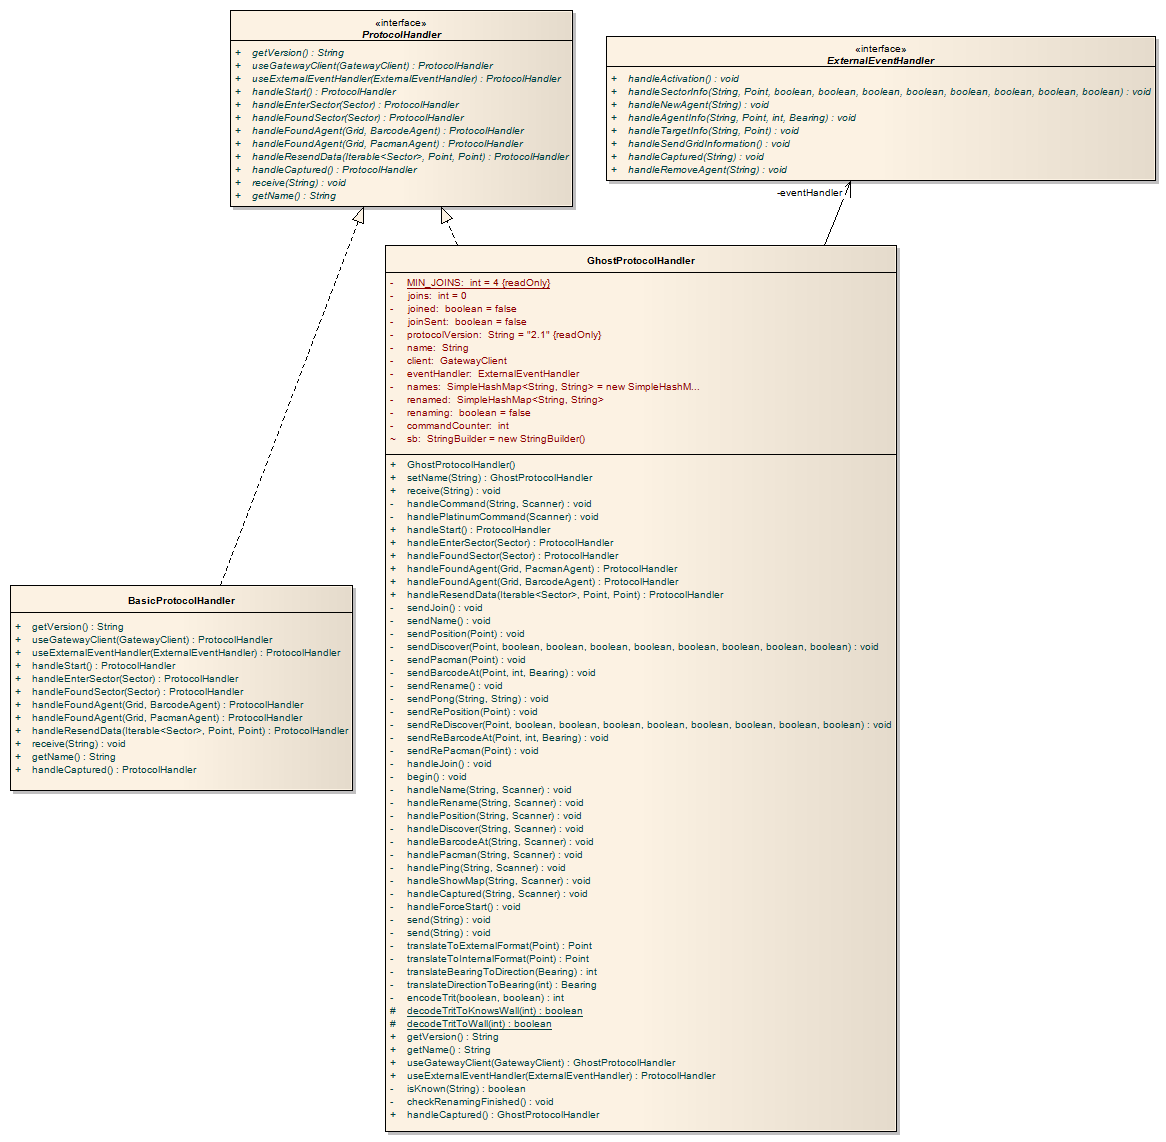 «interface»
ProtocolHandler
+ getVersion() : String
+ useGatewayClient(GatewayClient) : ProtocolHandler
+ useExternalEventHandler(ExternalEventHandler) : ProtocolHandler
+ handleStart() : ProtocolHandler
+ handleEnterSector(Sector) : ProtocolHandler
+ handleFoundSector(Sector) : ProtocolHandler
+ handleFoundAgent(Grid, BarcodeAgent) : ProtocolHandler
+ handleFoundAgent(Grid, PacmanAgent) : ProtocolHandler
+ handleResendData(Iterable<Sector>, Point, Point) : ProtocolHandler
+ handleCaptured() : ProtocolHandler
+ receive(String) : void
+ getName() : String
«interface»
ExternalEventHandler
+ handleActivation() : void
+ handleSectorInfo(String, Point, boolean, boolean, boolean, boolean, boolean, boolean, boolean, boolean) : void
+ handleNewAgent(String) : void
+ handleAgentInfo(String, Point, int, Bearing) : void
+ handleTargetInfo(String, Point) : void
+ handleSendGridInformation() : void
+ handleCaptured(String) : void
+ handleRemoveAgent(String) : void
-eventHandler
GhostProtocolHandler
- MIN_JOINS: int = 4 {readOnly}
- joins: int = 0
- joined: boolean = false
- joinSent: boolean = false
- protocolVersion: String = "2.1" {readOnly}
- name: String
- client: GatewayClient
- eventHandler: ExternalEventHandler
- names: SimpleHashMap<String, String> = new SimpleHashM...
- renamed: SimpleHashMap<String, String>
- renaming: boolean = false
- commandCounter: int
~ sb: StringBuilder = new StringBuilder()
+ GhostProtocolHandler()
+ setName(String) : GhostProtocolHandler
+ receive(String) : void
- handleCommand(String, Scanner) : void
- handlePlatinumCommand(Scanner) : void
+ handleStart() : ProtocolHandler
+ handleEnterSector(Sector) : ProtocolHandler
+ handleFoundSector(Sector) : ProtocolHandler
+ handleFoundAgent(Grid, PacmanAgent) : ProtocolHandler
+ handleFoundAgent(Grid, BarcodeAgent) : ProtocolHandler
+ handleResendData(Iterable<Sector>, Point, Point) : ProtocolHandler
- sendJoin() : void
- sendName() : void
- sendPosition(Point) : void
- sendDiscover(Point, boolean, boolean, boolean, boolean, boolean, boolean, boolean, boolean) : void
- sendPacman(Point) : void
- sendBarcodeAt(Point, int, Bearing) : void
- sendRename() : void
- sendPong(String, String) : void
- sendRePosition(Point) : void
- sendReDiscover(Point, boolean, boolean, boolean, boolean, boolean, boolean, boolean, boolean) : void
- sendReBarcodeAt(Point, int, Bearing) : void
- sendRePacman(Point) : void
- handleJoin() : void
- begin() : void
- handleName(String, Scanner) : void
- handleRename(String, Scanner) : void
- handlePosition(String, Scanner) : void
- handleDiscover(String, Scanner) : void
- handleBarcodeAt(String, Scanner) : void
- handlePacman(String, Scanner) : void
- handlePing(String, Scanner) : void
- handleShowMap(String, Scanner) : void
- handleCaptured(String, Scanner) : void
- handleForceStart() : void
- send(String) : void
- send(String) : void
- translateToExternalFormat(Point) : Point
- translateToInternalFormat(Point) : Point
- translateBearingToDirection(Bearing) : int
- translateDirectionToBearing(int) : Bearing
- encodeTrit(boolean, boolean) : int
# decodeTritToKnowsWall(int) : boolean
# decodeTritToWall(int) : boolean
+ getVersion() : String
+ getName() : String
+ useGatewayClient(GatewayClient) : GhostProtocolHandler
+ useExternalEventHandler(ExternalEventHandler) : ProtocolHandler
- isKnown(String) : boolean
- checkRenamingFinished() : void
+ handleCaptured() : GhostProtocolHandler
BasicProtocolHandler
+ getVersion() : String
+ useGatewayClient(GatewayClient) : ProtocolHandler
+ useExternalEventHandler(ExternalEventHandler) : ProtocolHandler
+ handleStart() : ProtocolHandler
+ handleEnterSector(Sector) : ProtocolHandler
+ handleFoundSector(Sector) : ProtocolHandler
+ handleFoundAgent(Grid, BarcodeAgent) : ProtocolHandler
+ handleFoundAgent(Grid, PacmanAgent) : ProtocolHandler
+ handleResendData(Iterable<Sector>, Point, Point) : ProtocolHandler
+ receive(String) : void
+ getName() : String
+ handleCaptured() : ProtocolHandler